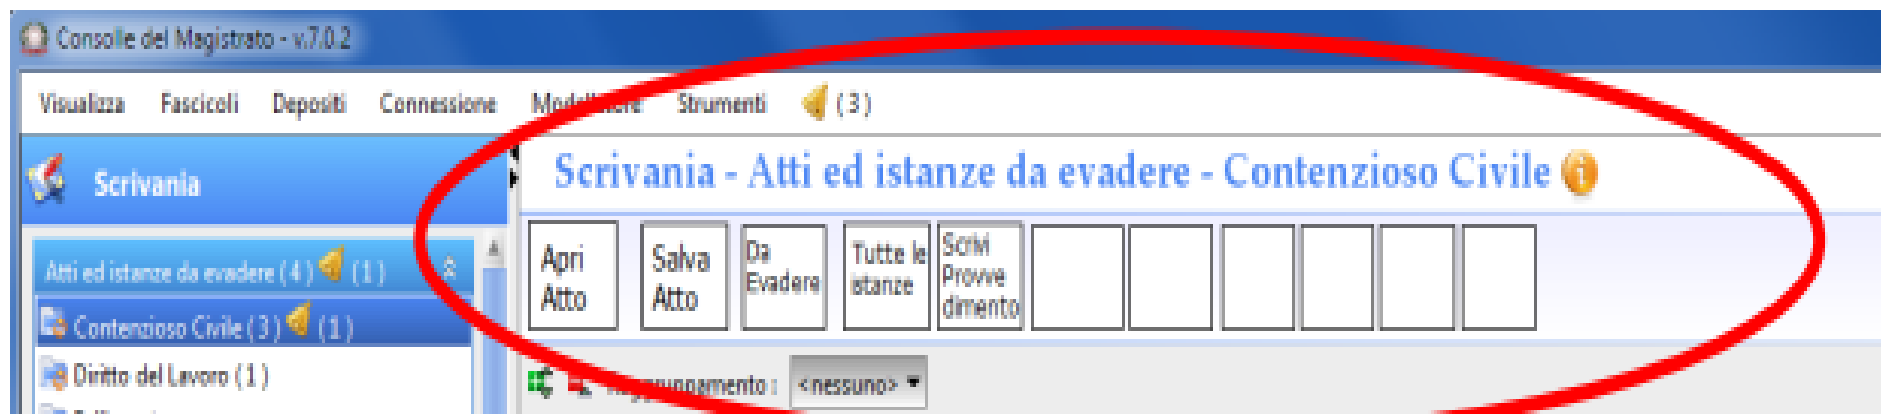 Consolle del Magistrato - v.7.0.2
Visualizza Fascicoli Depositi Connessione Strumenti (3)
Scrivania
Scrivania - Atti ed istanze da evadere - Contenzioso Civile i
Atti ed istanze da evadere (4) (1)
Contenzioso Civile (3) (1)
Diritto del Lavoro (1)
Apri
Atto
Salva
Atto
Da
Evadere
Tutte le
istanze
Scrivi
Provve
dimento
<nessuno>